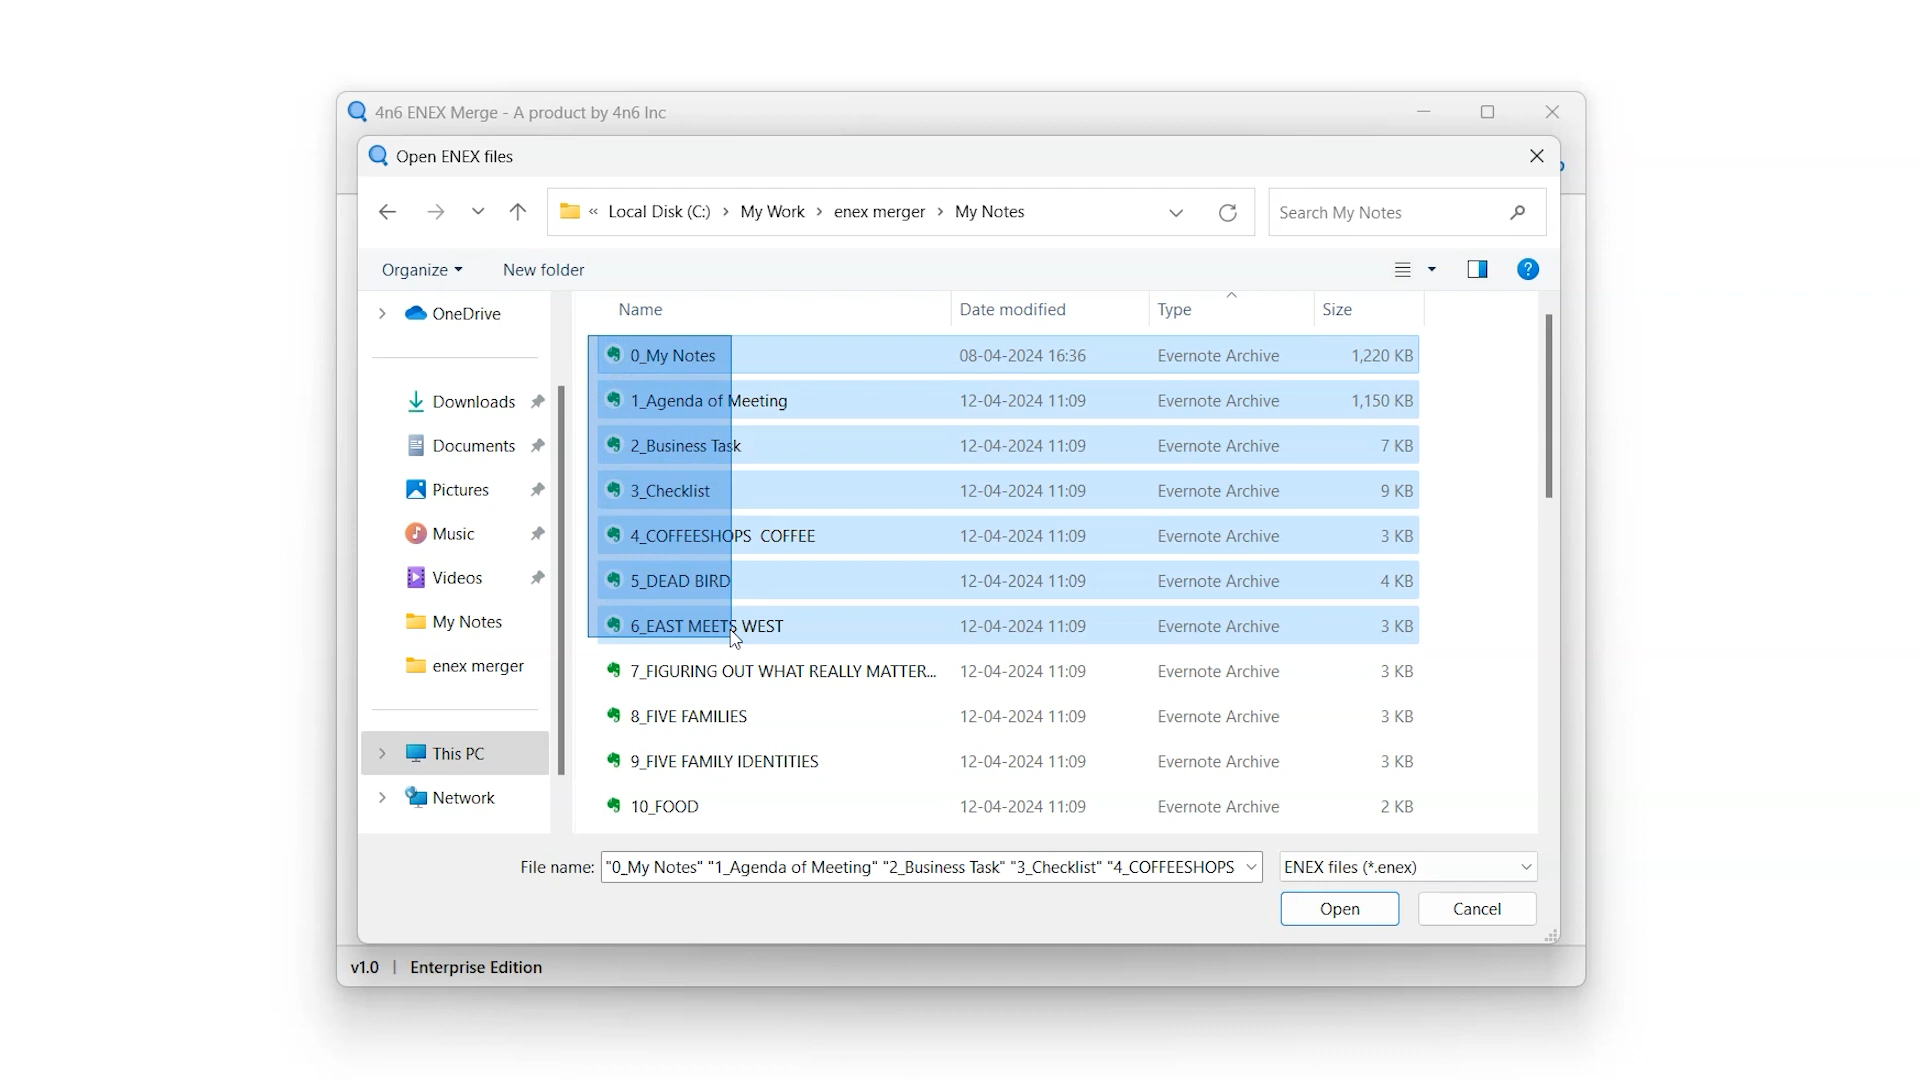 4n6 ENEX Merge - A product by 4n6 Inc
Open ENEX files
« Local Disk (C:) > My Work > enex merger > My Notes
Search My Notes
Organize
New folder
OneDrive
Downloads
Documents
Pictures
Music
Videos
My Notes
enex merger
This PC
Network
Name Date modified Type Size
0_My Notes 08-04-2024 16:36 Evernote Archive 1,220 KB
1_Agenda of Meeting 12-04-2024 11:09 Evernote Archive 1,150 KB
2_Business Task 12-04-2024 11:09 Evernote Archive 7 KB
3_Checklist 12-04-2024 11:09 Evernote Archive 9 KB
4_COFFEESHOPS  COFFEE 12-04-2024 11:09 Evernote Archive 3 KB
5_DEAD BIRD 12-04-2024 11:09 Evernote Archive 4 KB
6_EAST MEETS WEST 12-04-2024 11:09 Evernote Archive 3 KB
7_FIGURING OUT WHAT REALLY MATTER... 12-04-2024 11:09 Evernote Archive 3 KB
8_FIVE FAMILIES 12-04-2024 11:09 Evernote Archive 3 KB
9_FIVE FAMILY IDENTITIES 12-04-2024 11:09 Evernote Archive 3 KB
10_FOOD 12-04-2024 11:09 Evernote Archive 2 KB
File name: "0_My Notes" "1_Agenda of Meeting" "2_Business Task" "3_Checklist" "4_COFFEESHOPS
ENEX files (*.enex)
Open
Cancel
v1.0 | Enterprise Edition